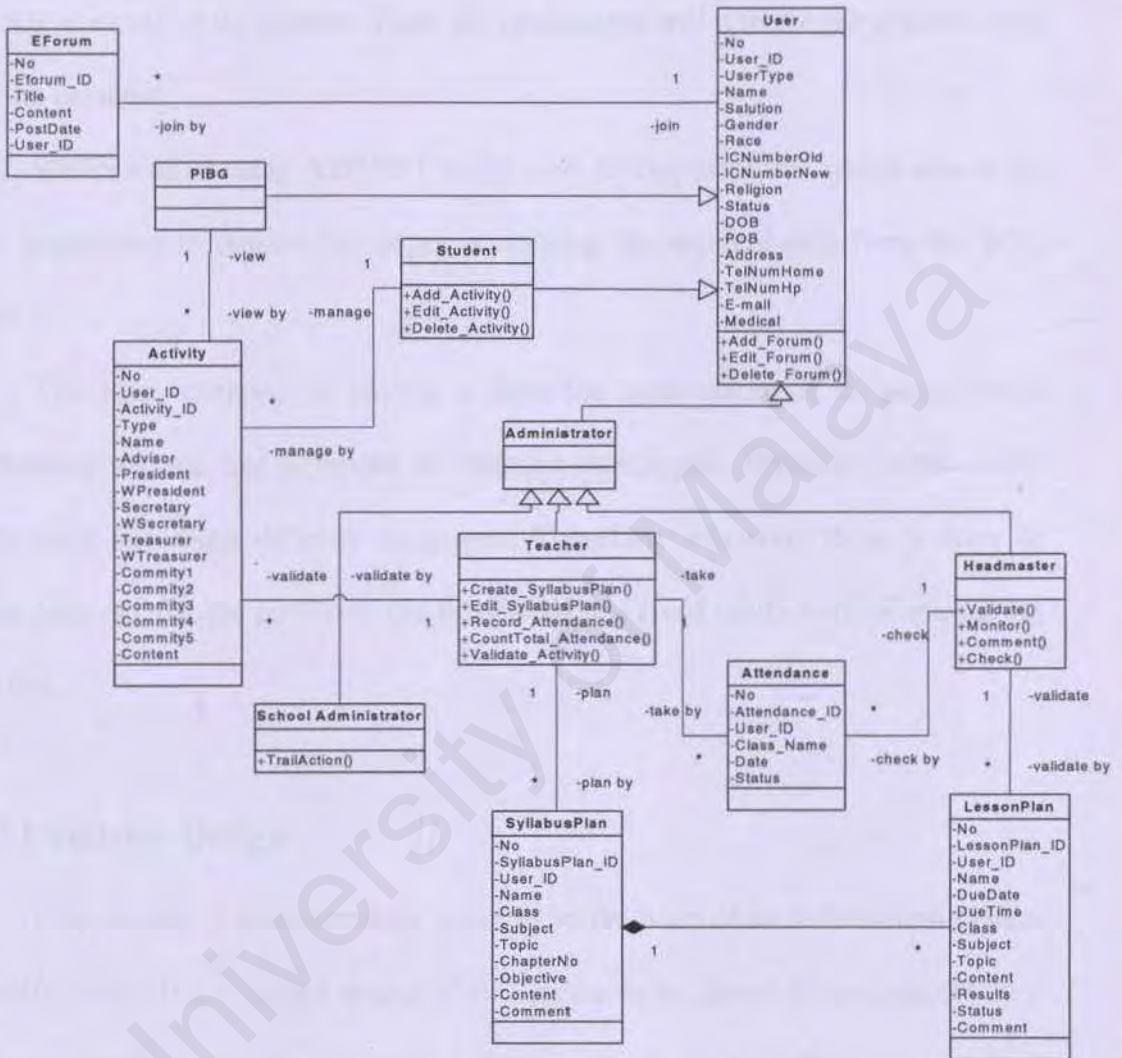 EForum
-No
-Eforum_ID
-Title
-Content
-PostDate
-User_ID
*
-join by
1
-join
User
-No
-User_ID
-UserType
-Name
-Salution
-Gender
-Race
-ICNumberOld
-ICNumberNew
-Religion
-Status
-DOB
-POB
-Address
-TelNumHome
-TelNumHp
-E-mail
-Medical
+Add_Forum()
+Edit_Forum()
+Delete_Forum()
PIBG
1
-view
*
-view by
Student
+Add_Activity()
+Edit_Activity()
+Delete_Activity()
1
-manage
*
-manage by
Activity
-No
-User_ID
-Activity_ID
-Type
-Name
-Advisor
-President
-WPresident
-Secretary
-WSecretary
-Treasurer
-WTreasurer
-Commity1
-Commity2
-Commity3
-Commity4
-Commity5
-Content
Administrator
-validate
*
-validate by
1
Teacher
+Create_SyllabusPlan()
+Edit_SyllabusPlan()
+Record_Attendance()
+CountTotal_Attendance()
+Validate_Activity()
-take
*
-take by
*
Headmaster
+Validate()
+Monitor()
+Comment()
+Check()
1
-check
*
-check by
Attendance
-No
-Attendance_ID
-User_ID
-Class_Name
-Date
-Status
School Administrator
+TrailAction()
1
-plan
*
-plan by
1
-validate
*
-validate by
SyllabusPlan
-No
-SyllabusPlan_ID
-User_ID
-Name
-Class
-Subject
-Topic
-ChapterNo
-Objective
-Content
-Comment
1
*
LessonPlan
-No
-LessonPlan_ID
-User_ID
-Name
-DueDate
-DueTime
-Class
-Subject
-Topic
-Content
-Results
-Status
-Comment
University of Malaya